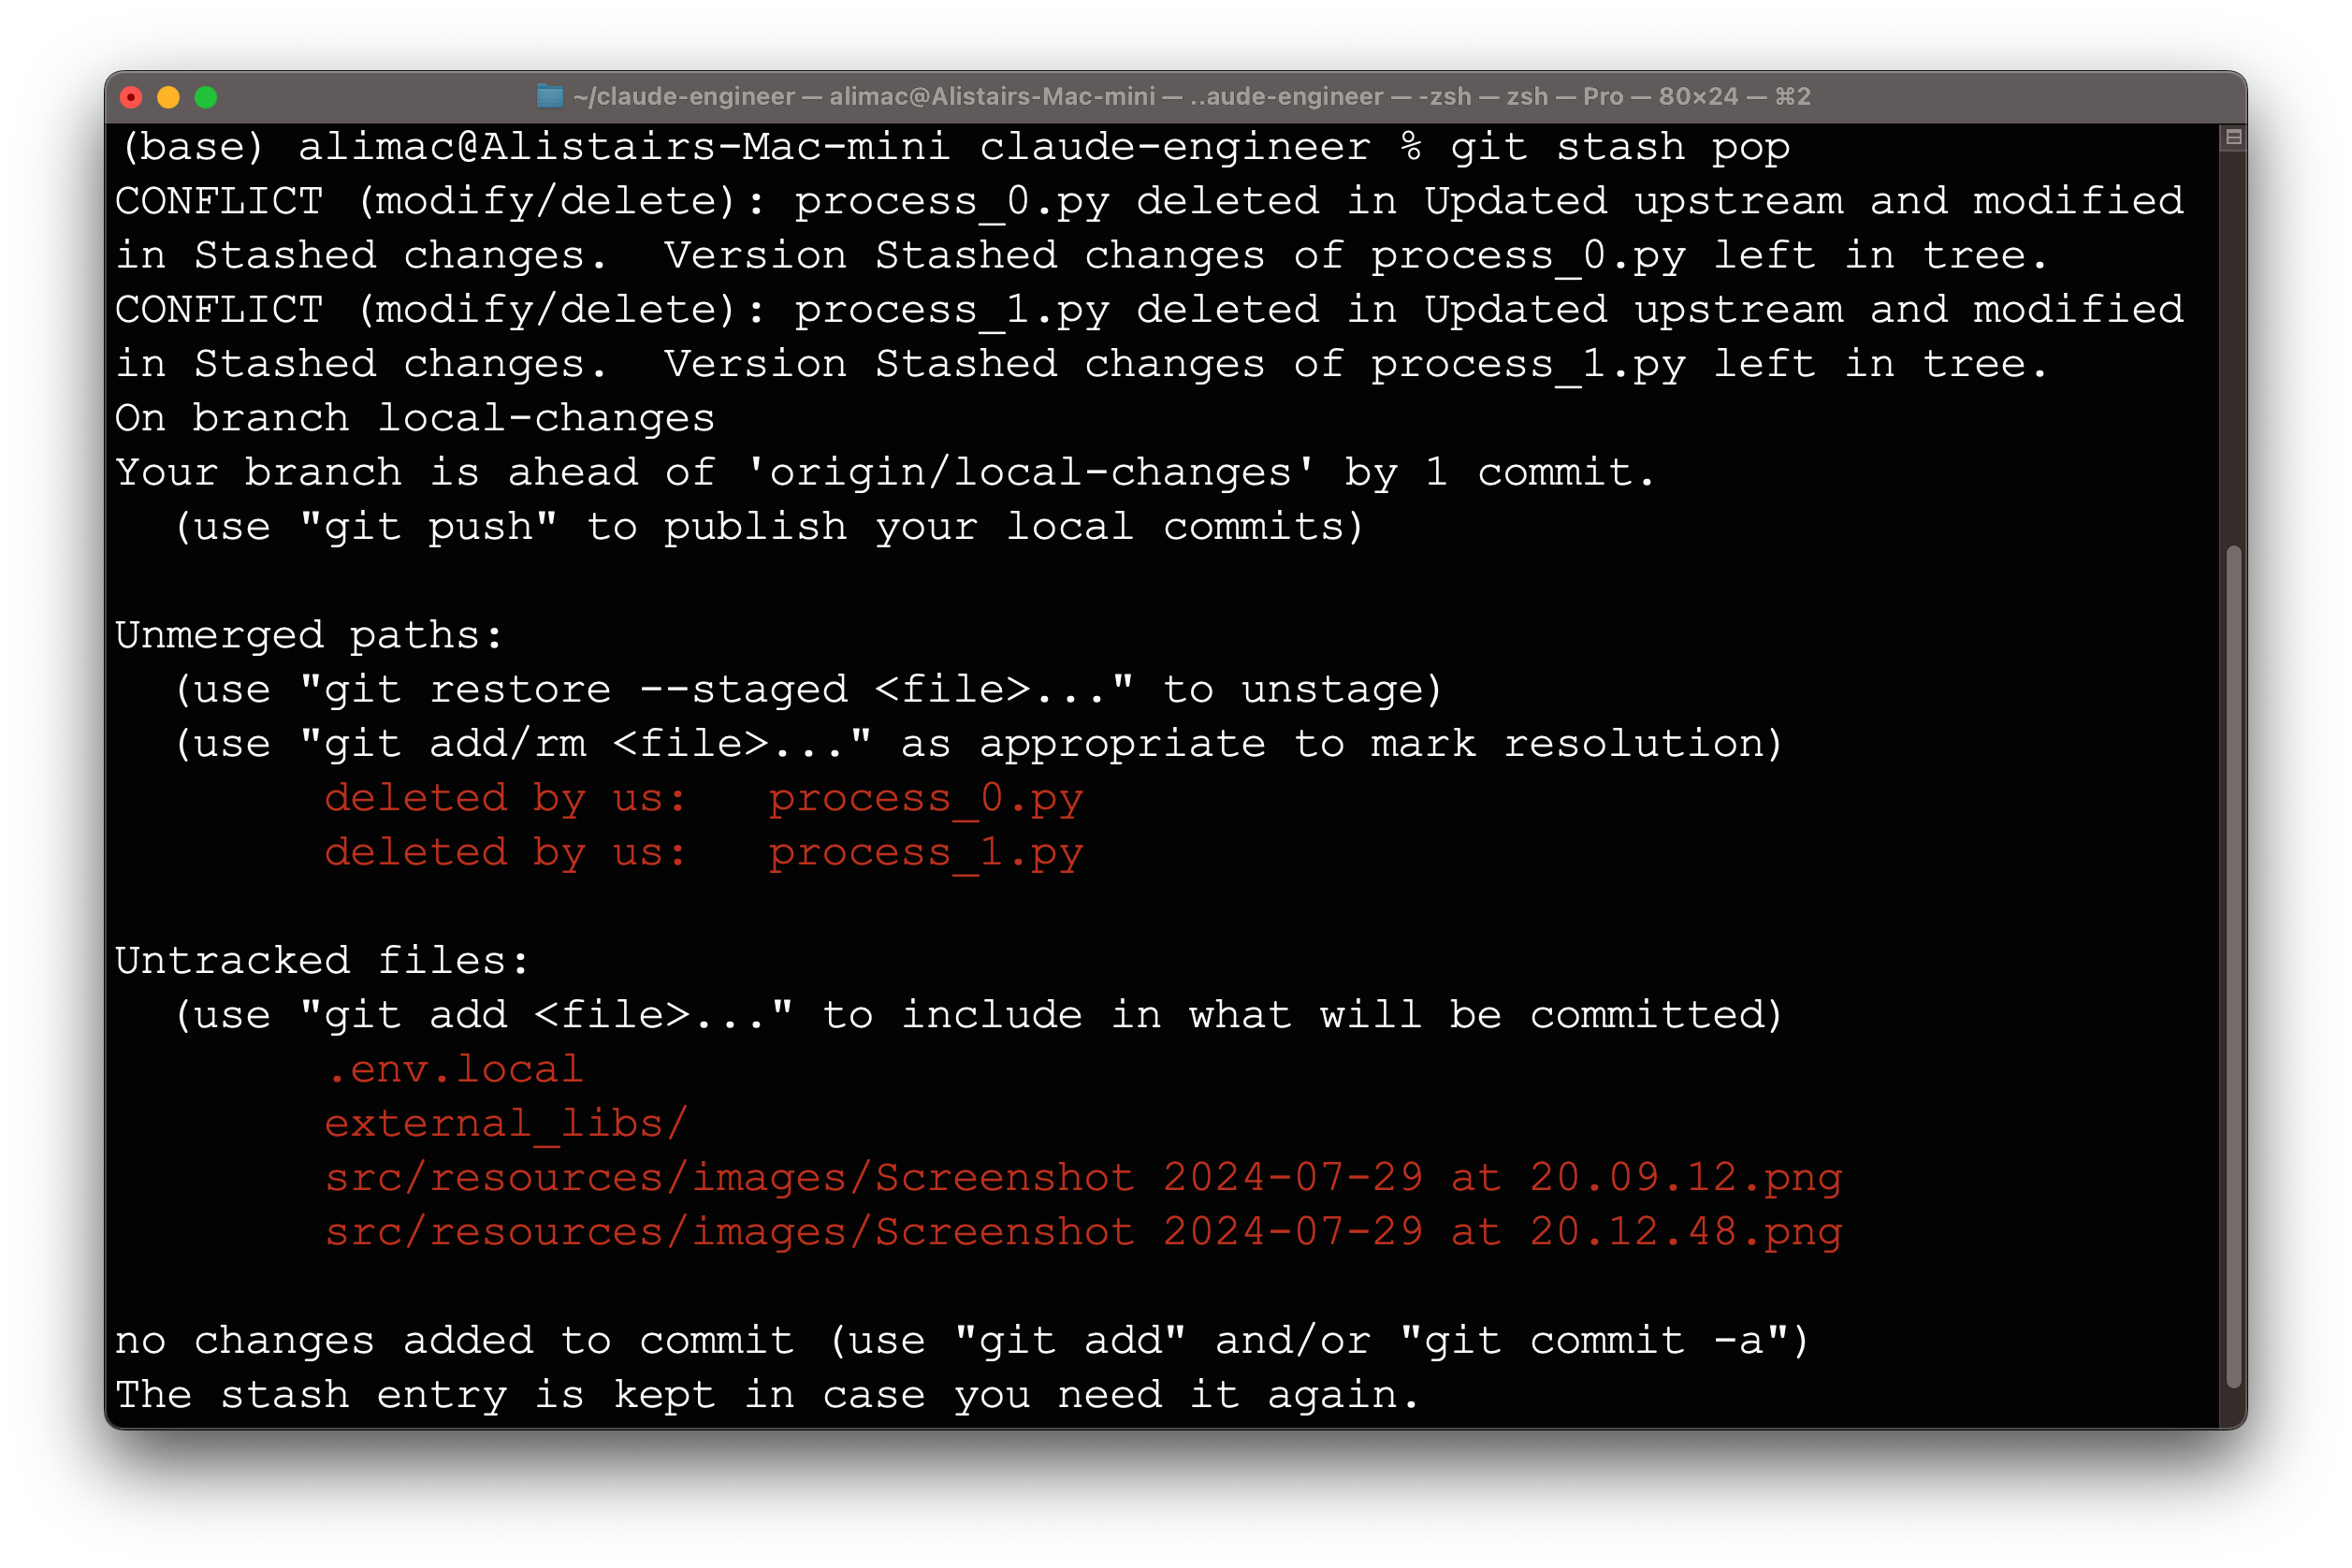 ~/claude-engineer — alimac@Alistairs-Mac-mini — ..aude-engineer — -zsh — zsh — Pro — 80×24 — ⌘2
(base) alimac@Alistairs-Mac-mini claude-engineer % git stash pop
CONFLICT (modify/delete): process_0.py deleted in Updated upstream and modified
in Stashed changes.  Version Stashed changes of process_0.py left in tree.
CONFLICT (modify/delete): process_1.py deleted in Updated upstream and modified
in Stashed changes.  Version Stashed changes of process_1.py left in tree.
On branch local-changes
Your branch is ahead of 'origin/local-changes' by 1 commit.
  (use "git push" to publish your local commits)

Unmerged paths:
  (use "git restore --staged <file>..." to unstage)
  (use "git add/rm <file>..." as appropriate to mark resolution)
        deleted by us:   process_0.py
        deleted by us:   process_1.py

Untracked files:
  (use "git add <file>..." to include in what will be committed)
        .env.local
        external_libs/
        src/resources/images/Screenshot 2024-07-29 at 20.09.12.png
        src/resources/images/Screenshot 2024-07-29 at 20.12.48.png

no changes added to commit (use "git add" and/or "git commit -a")
The stash entry is kept in case you need it again.